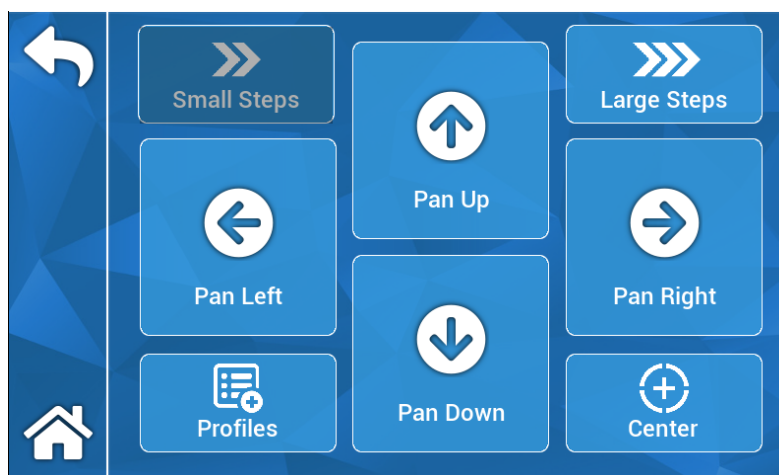 Small Steps
Large Steps
Pan Up
Pan Left
Pan Right
Profiles
Pan Down
Center